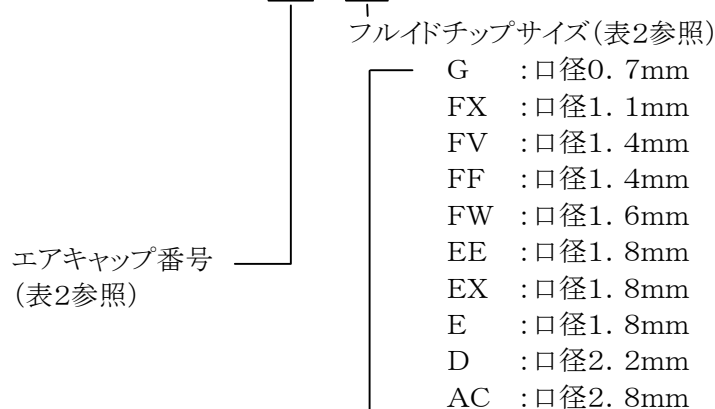 フルイドチップサイズ(表2参照)
G :口径0. 7mm
FX :口径1. 1mm
FV :口径1. 4mm
FF :口径1. 4mm
FW :口径1. 6mm
エアキャップ番号
(表2参照)
EE :口径1. 8mm
EX :口径1. 8mm
E :口径1. 8mm
D :口径2. 2mm
AC :口径2. 8mm